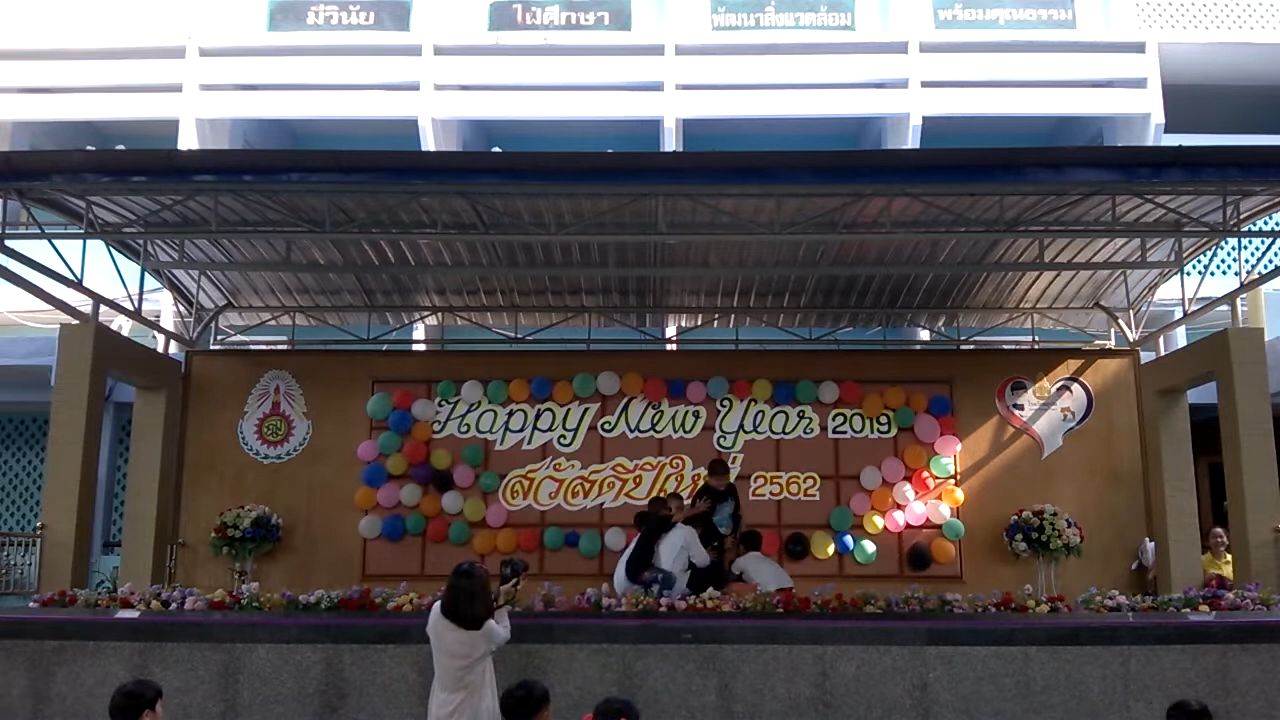 มีวินัย
ใฝ่ศึกษา
พัฒนาสิ่งแวดล้อม
พร้อมคุณธรรม
Happy New Year 2019
สวัสดีปีใหม่ 2562